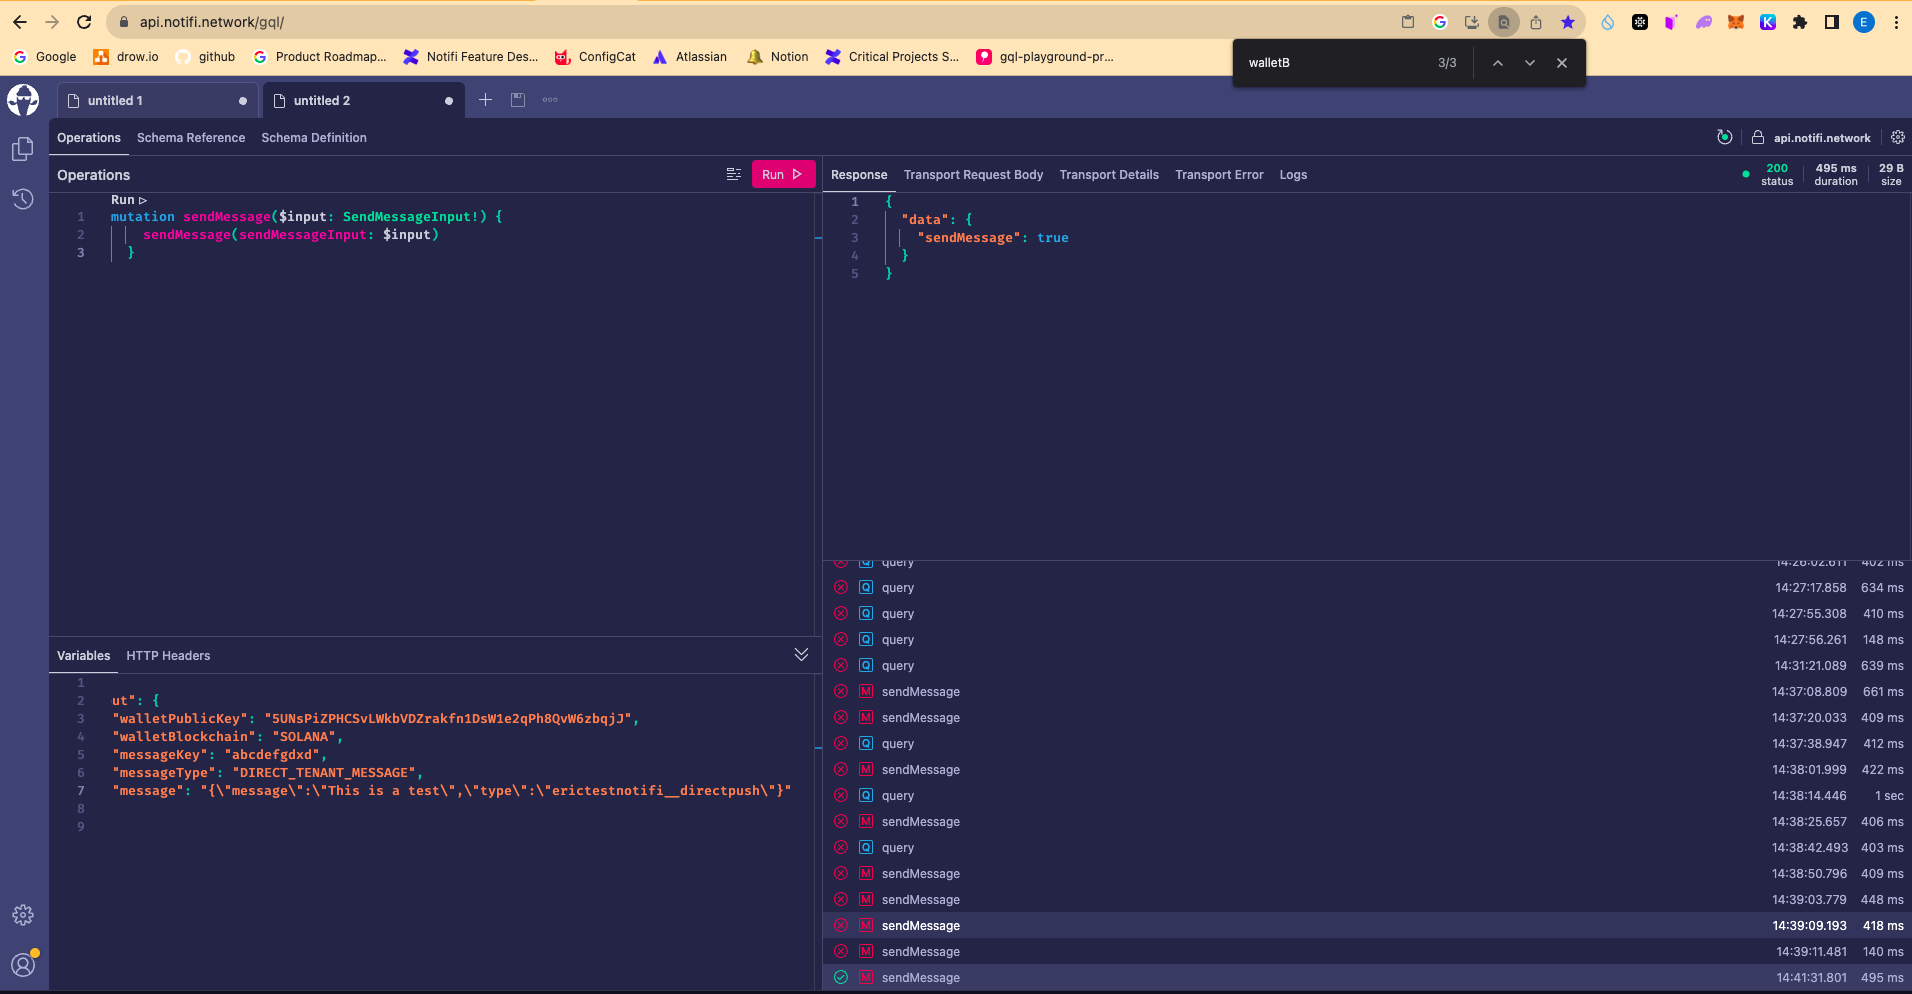 api.notifi.network/gql/
E
Google
drow.io
github
Product Roadmap...
Notifi Feature Des...
ConfigCat
Atlassian
Notion
Critical Projects S...
gql-playground-pr...
walletB
3/3
untitled 1
untitled 2
Operations
Schema Reference
Schema Definition
api.notifi.network
Operations
Run
Run
1 mutation sendMessage($input: SendMessageInput!) {
2 sendMessage(sendMessageInput: $input)
3 }
Response
Transport Request Body
Transport Details
Transport Error
Logs
200
status
495 ms
duration
29 B
size
1 {
2 "data": {
3 "sendMessage": true
4 }
5 }
Variables
HTTP Headers
1
2 ut": {
3 "walletPublicKey": "5UNsPiZPHCSvLWkbVDZrakfn1DsW1e2qPh8QvW6zbqjJ",
4 "walletBlockchain": "SOLANA",
5 "messageKey": "abcdefgdxd",
6 "messageType": "DIRECT_TENANT_MESSAGE",
7 "message": "{\"message\":\"This is a test\",\"type\":\"erictestnotifi__directpush\"}"
8
9
Q query 14:26:02.611 402 ms
Q query 14:27:17.858 634 ms
Q query 14:27:55.308 410 ms
Q query 14:27:56.261 148 ms
Q query 14:31:21.089 639 ms
M sendMessage 14:37:08.809 661 ms
M sendMessage 14:37:20.033 409 ms
Q query 14:37:38.947 412 ms
M sendMessage 14:38:01.999 422 ms
Q query 14:38:14.446 1 sec
M sendMessage 14:38:25.657 406 ms
Q query 14:38:42.493 403 ms
M sendMessage 14:38:50.796 409 ms
M sendMessage 14:39:03.779 448 ms
M sendMessage 14:39:09.193 418 ms
M sendMessage 14:39:11.481 140 ms
M sendMessage 14:41:31.801 495 ms